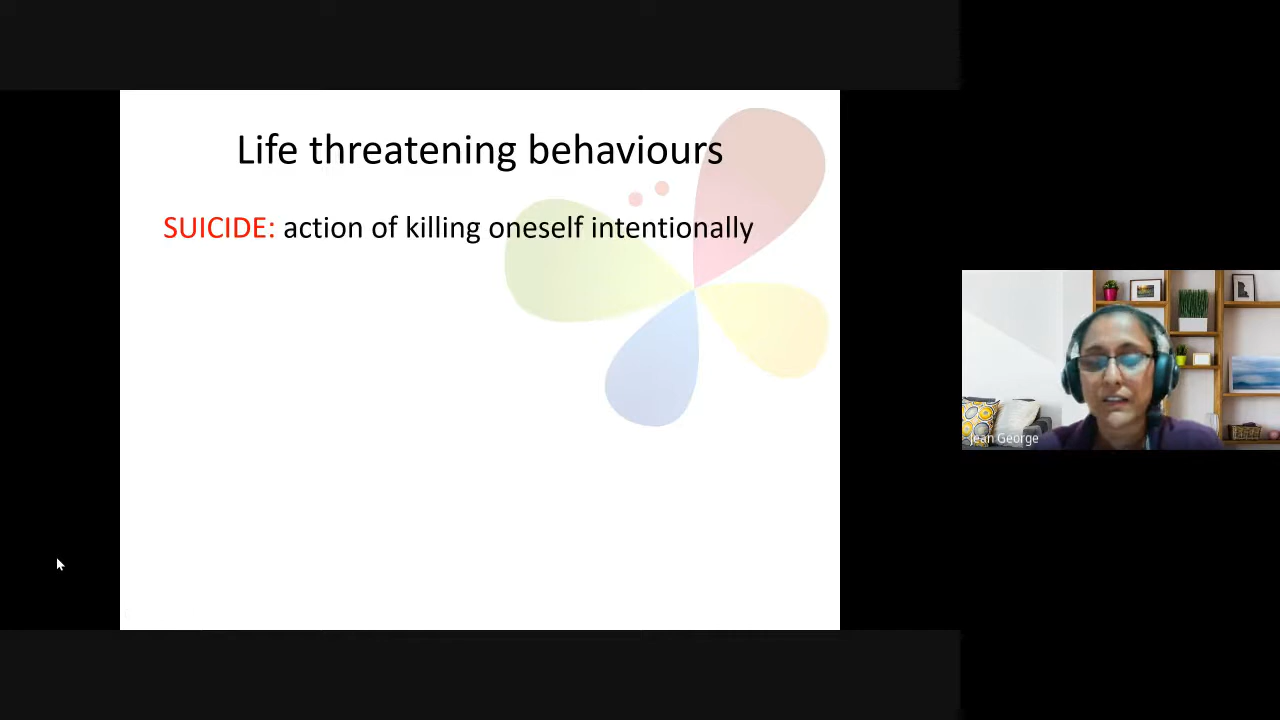 Life threatening behaviours
SUICIDE: action of killing oneself intentionally
Jean George